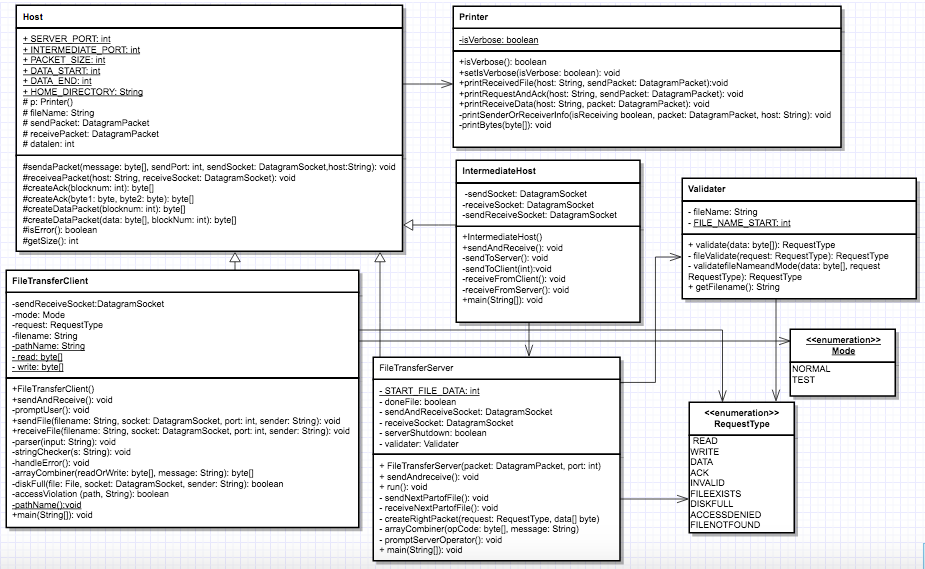 Host
+ SERVER_PORT: int
+ INTERMEDIATE_PORT: int
+ PACKET_SIZE: int
+ DATA_START: int
+ DATA_END: int
+ HOME_DIRECTORY: String
# p: Printer()
# fileName: String
# sendPacket: DatagramPacket
# receivePacket: DatagramPacket
# datalen: int
#sendaPacket(message: byte[], sendPort: int, sendSocket: DatagramSocket,host:String): void
#receiveaPacket(host: String, receiveSocket: DatagramSocket): void
#createAck(blocknum: int): byte[]
#createAck(byte1: byte, byte2: byte): byte[]
#createDataPacket(blocknum: int): byte[]
#createDataPacket(data: byte[], blockNum: int): byte[]
#isError(): boolean
#getSize(): int
Printer
-isVerbose: boolean
+isVerbose(): boolean
+setIsVerbose(isVerbose: boolean): void
+printReceivedFile(host: String, sendPacket: DatagramPacket):void
+printRequestAndAck(host: String, sendPacket: DatagramPacket): void
+printReceiveData(host: String, packet: DatagramPacket): void
-printSenderOrReceiverInfo(isReceiving boolean, packet: DatagramPacket, host: String): void
-printBytes(byte[]): void
IntermediateHost
-sendSocket: DatagramSocket
-receiveSocket: DatagramSocket
-sendReceiveSocket: DatagramSocket
+IntermediateHost()
+sendAndReceive(): void
-sendToServer(): void
-sendToClient(int):void
-receiveFromClient(): void
-receiveFromServer(): void
+main(String[]): void
Validater
- fileName: String
- FILE_NAME_START: int
+ validate(data: byte[]): RequestType
- fileValidate(request: RequestType): RequestType
- validatefileNameandMode(data: byte[], request
RequestType): RequestType
+ getFilename(): String
FileTransferClient
-sendReceiveSocket:DatagramSocket
-mode: Mode
-request: RequestType
-filename: String
-pathName: String
- read: byte[]
- write: byte[]
+FileTransferClient()
+sendAndReceive(): void
-promptUser(): void
+sendFile(filename: String, socket: DatagramSocket, port: int, sender: String): void
+receiveFile(filename: String, socket: DatagramSocket, port: int, sender: String): void
-parser(input: String): void
-stringChecker(s: String): void
-handleError(): void
-arrayCombiner(readOrWrite: byte[], message: String): byte[]
-diskFull(file: File, socket: DatagramSocket, sender: String): boolean
-accessViolation (path, String): boolean
-pathName():void
+main(String[]): void
FileTransferServer
- START_FILE_DATA: int
- doneFile: boolean
- sendAndReceiveSocket: DatagramSocket
- receiveSocket: DatagramSocket
- serverShutdown: boolean
- validater: Validater
+ FileTransferServer(packet: DatagramPacket, port: int)
+ sendAndreceive(): void
+ run(): void
- sendNextPartofFile(): void
- receiveNextPartofFile(): void
- createRightPacket(request: RequestType, data[] byte)
- arrayCombiner(opCode: byte[], message: String)
- promptServerOperator(): void
+ main(String[]): void
<<enumeration>>
Mode
NORMAL
TEST
<<enumeration>>
RequestType
READ
WRITE
DATA
ACK
INVALID
FILEEXISTS
DISKFULL
ACCESSDENIED
FILENOTFOUND